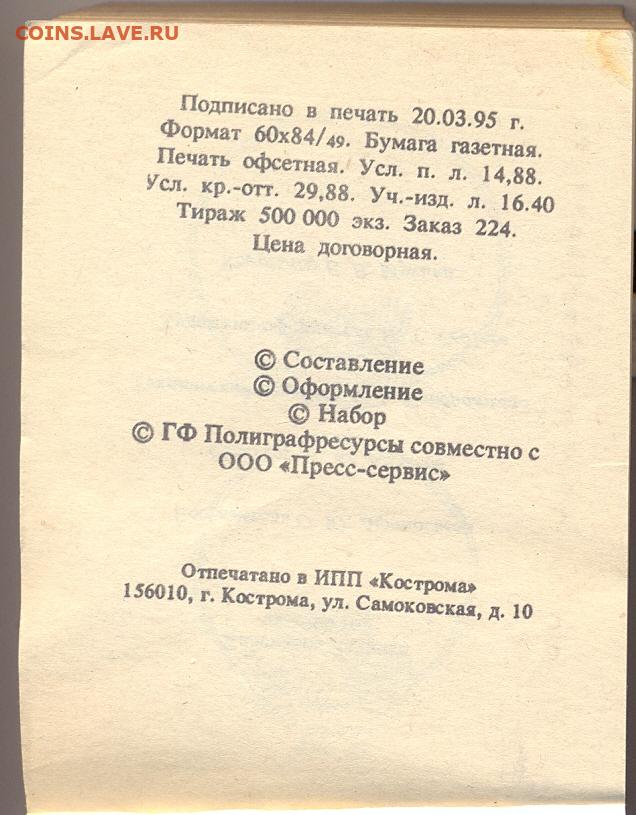 COINS.LAVE.RU
Подписано в печать 20.03.95 г.
Формат 60х84/49. Бумага газетная.
Печать офсетная. Усл. п. л. 14,88.
Усл. кр.-отт. 29,88. Уч.-изд. л. 16.40
Тираж 500 000 экз. Заказ 224.
Цена договорная.
© Составление
© Оформление
© Набор
© ГФ Полиграфресурсы совместно с
ООО «Пресс-сервис»
Отпечатано в ИПП «Кострома»
156010, г. Кострома, ул. Самоковская, д. 10